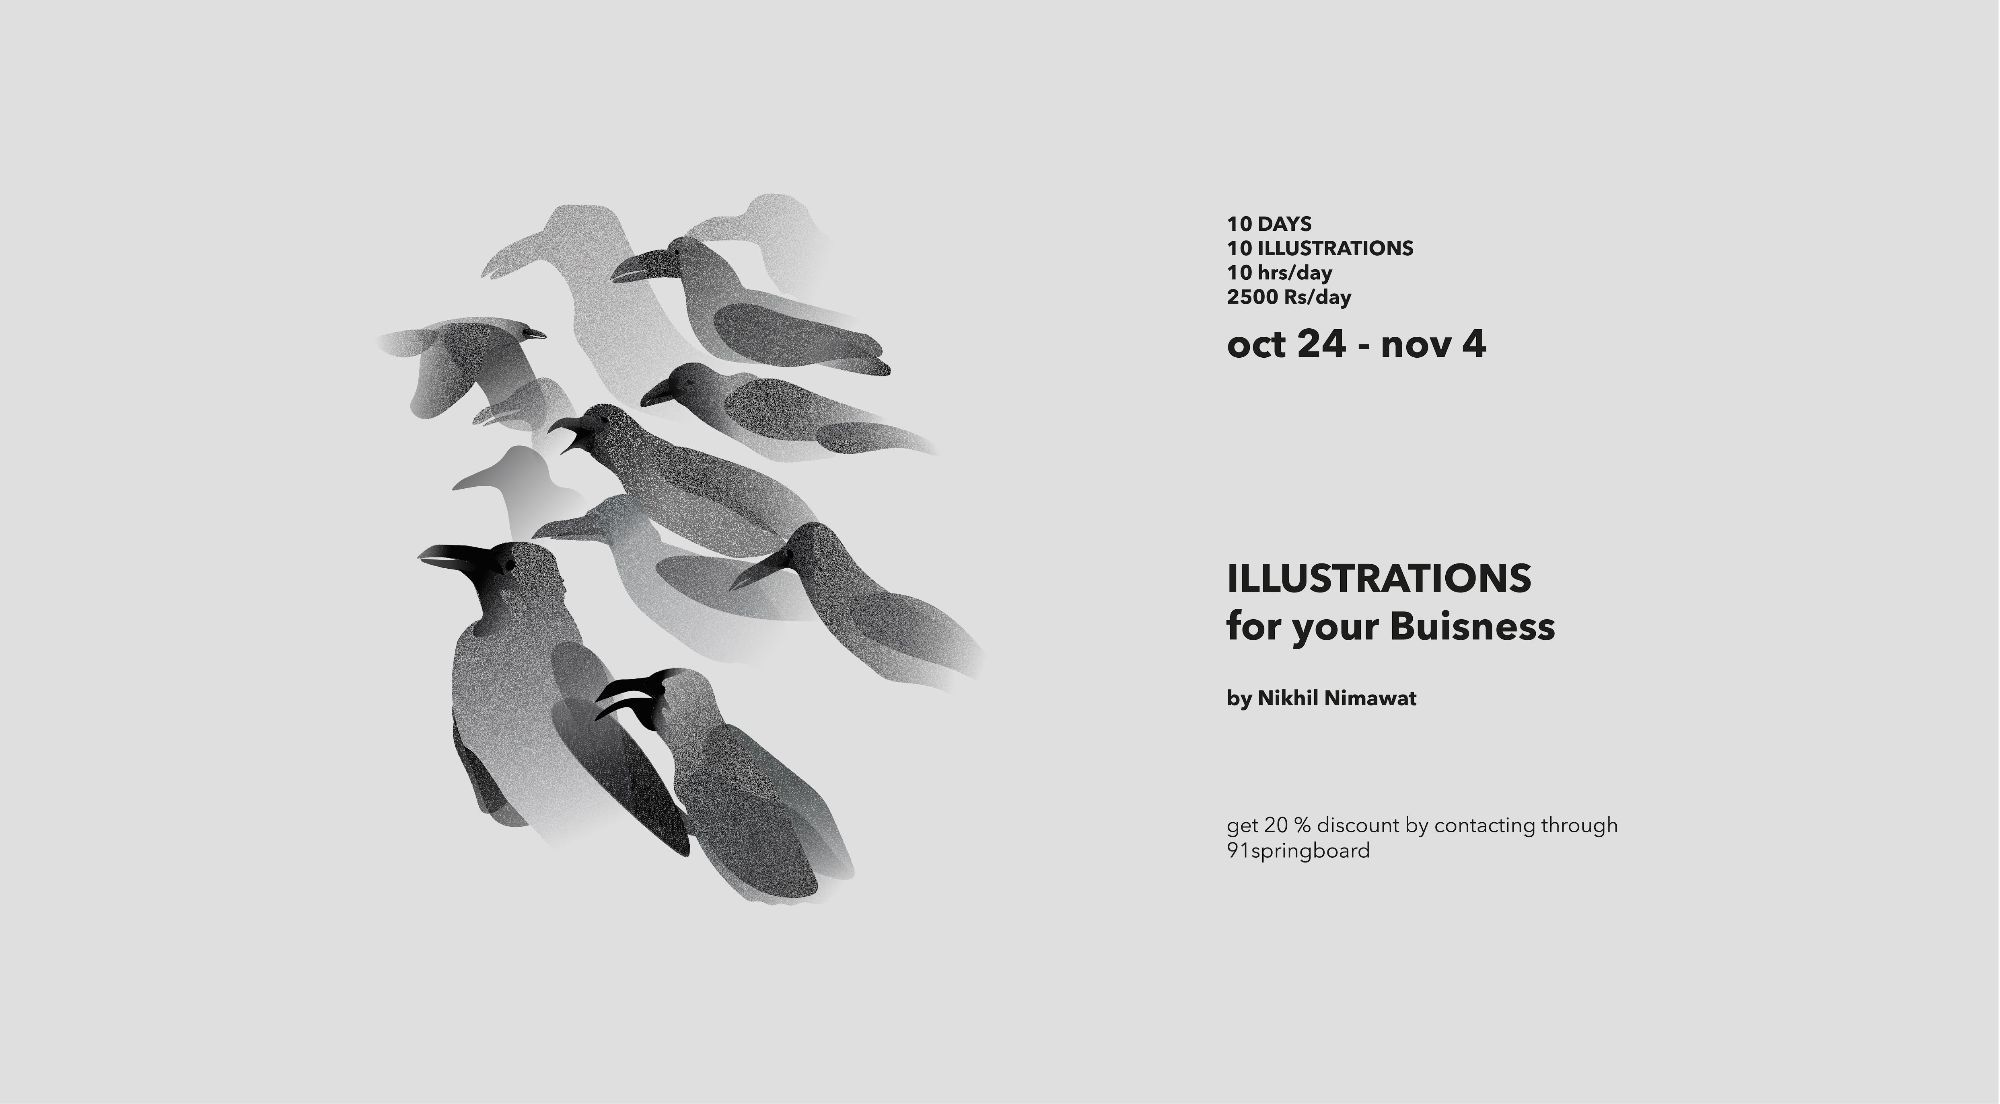 10 DAYS
10 ILLUSTRATIONS
10 hrs/day
2500 Rs/day
oct 24 - nov 4
ILLUSTRATIONS
for your Buisness
by Nikhil Nimawat
get 20 % discount by contacting through
91springboard